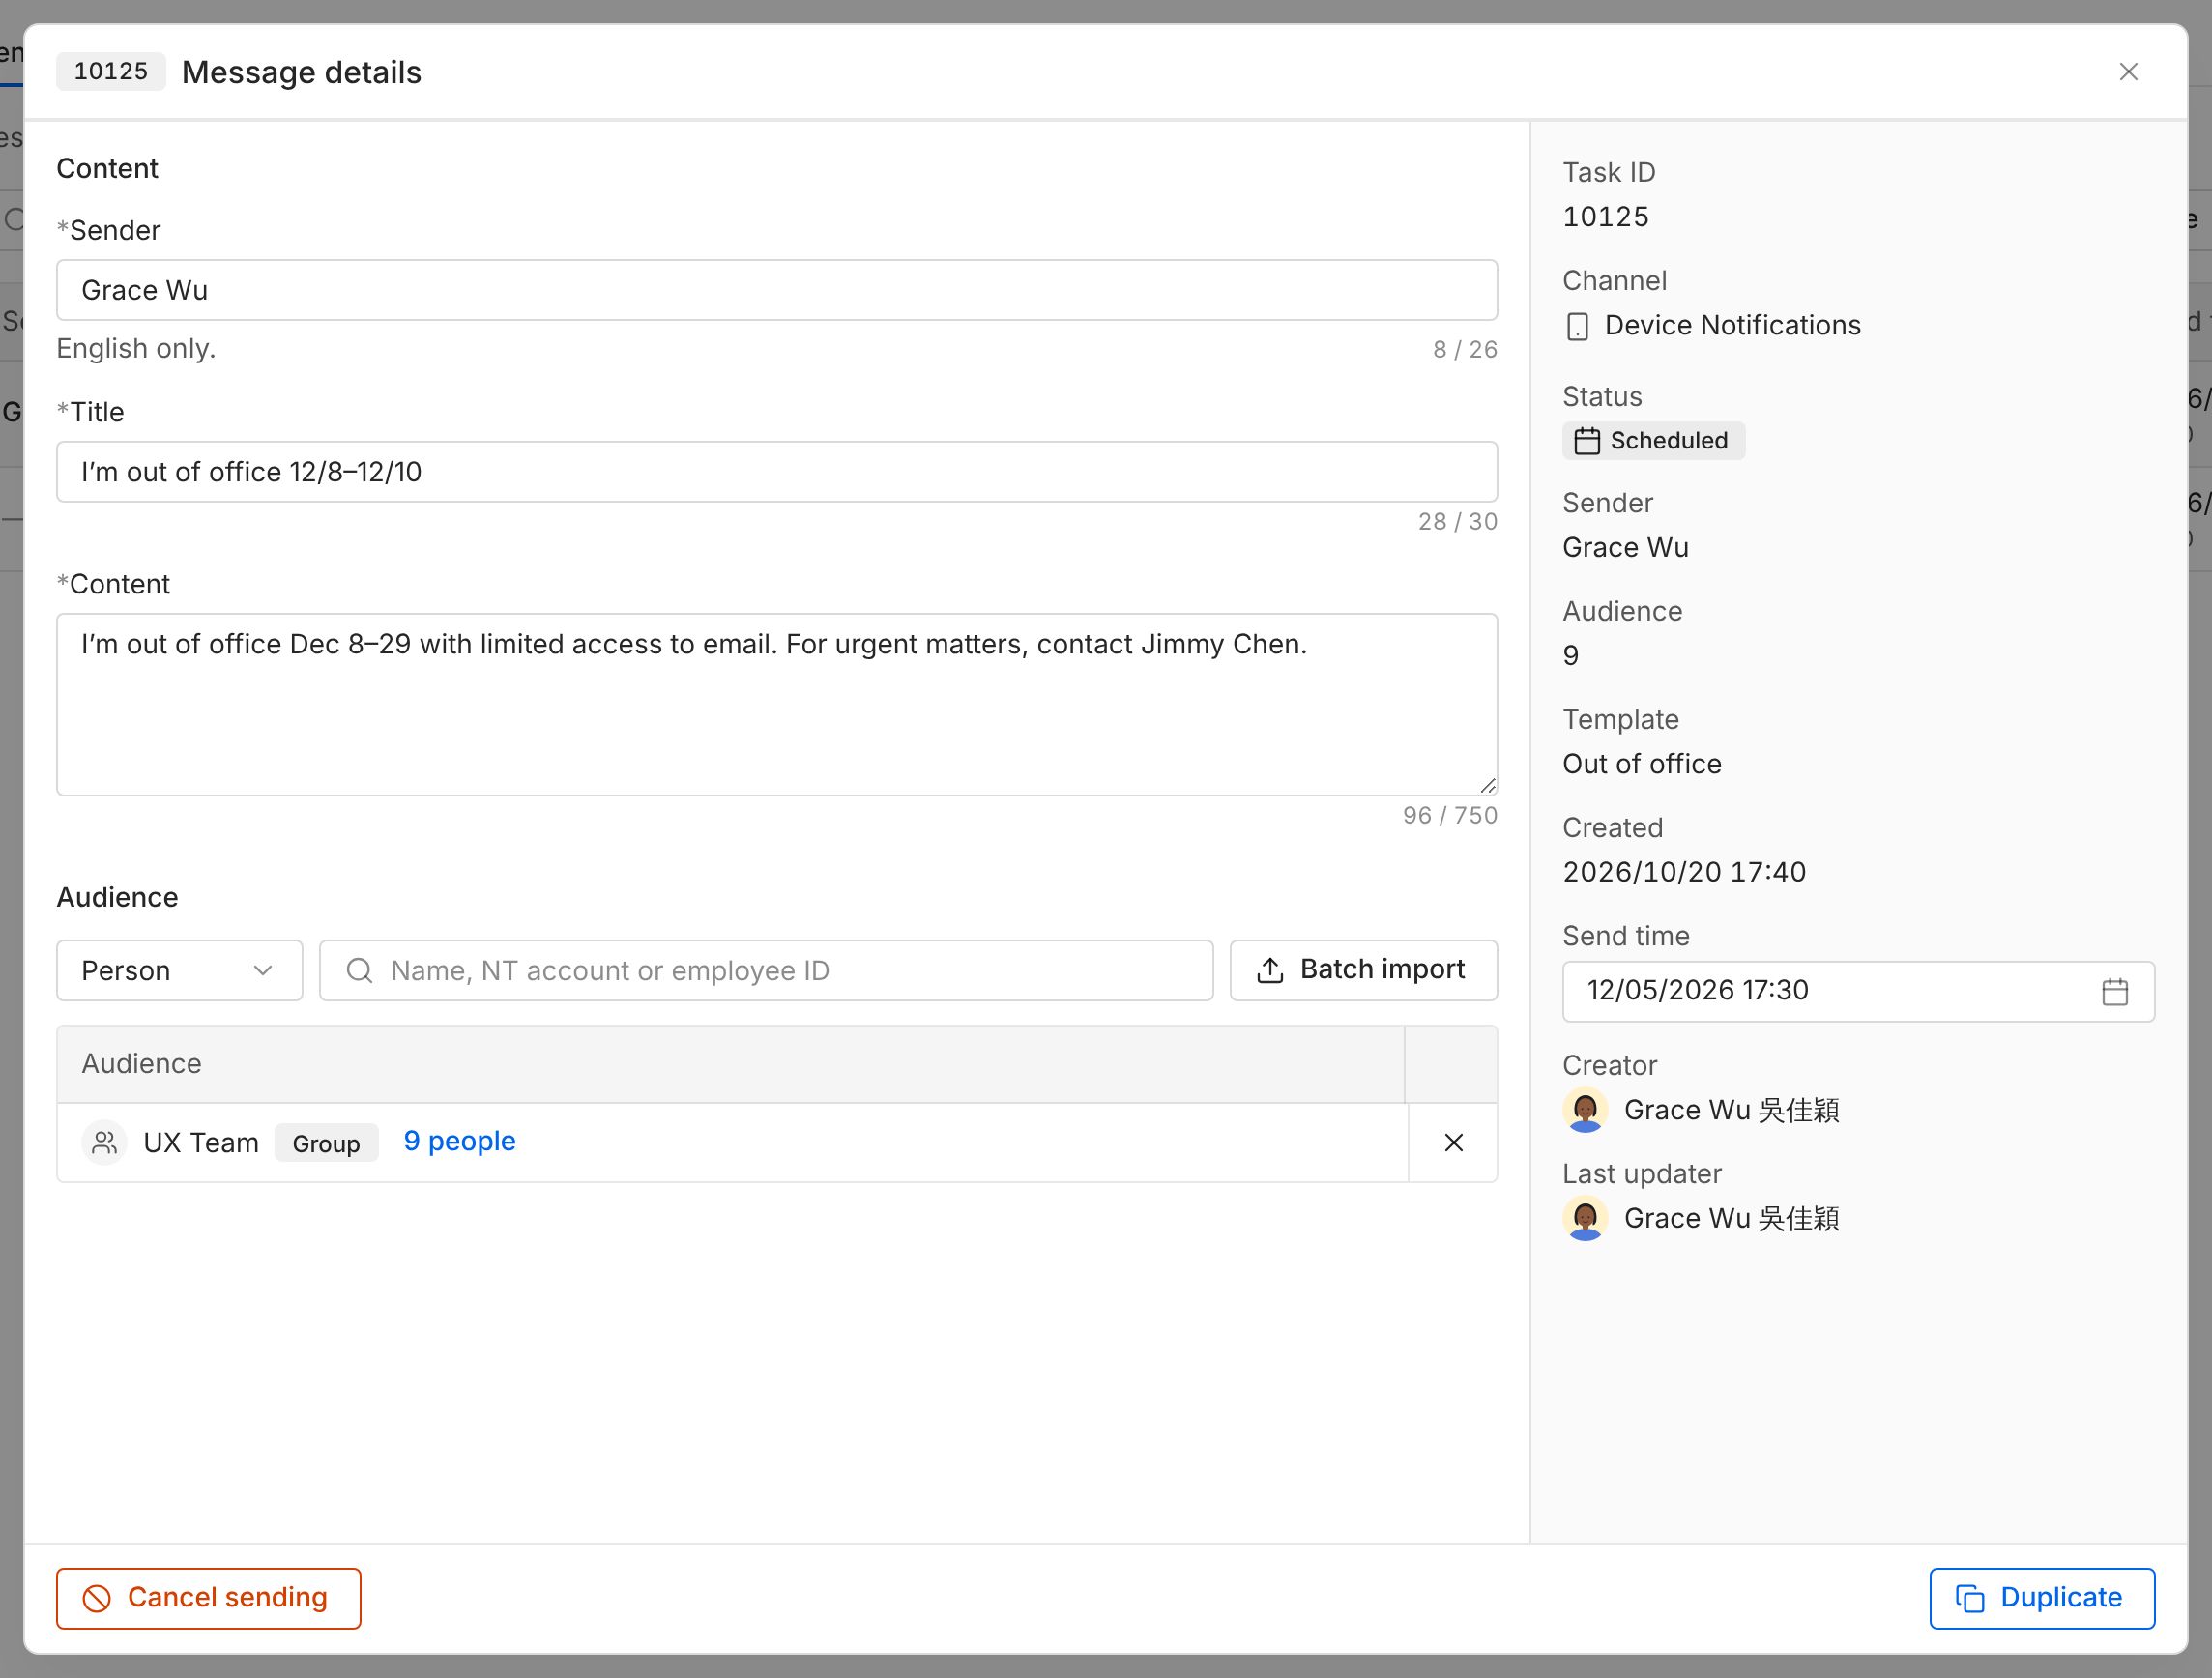 10125 Message details
Content
*Sender
Grace Wu
English only.
8 / 26
*Title
I’m out of office 12/8–12/10
28 / 30
*Content
I’m out of office Dec 8–29 with limited access to email. For urgent matters, contact Jimmy Chen.
96 / 750
Audience
Person
Name, NT account or employee ID
Batch import
Audience
UX Team Group 9 people
Task ID
10125
Channel
Device Notifications
Status
Scheduled
Sender
Grace Wu
Audience
9
Template
Out of office
Created
2026/10/20 17:40
Send time
12/05/2026 17:30
Creator
Grace Wu 吳佳穎
Last updater
Grace Wu 吳佳穎
Cancel sending
Duplicate